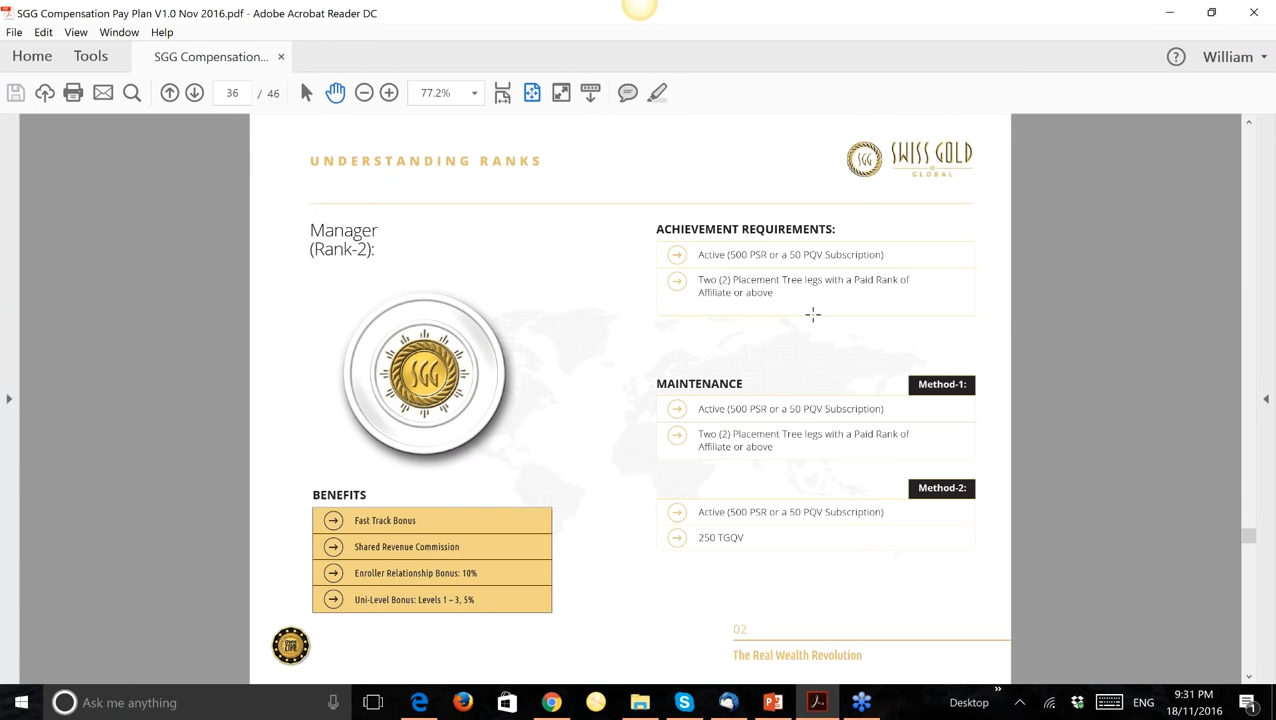 SGG Compensation Pay Plan V1.0 Nov 2016.pdf - Adobe Acrobat Reader DC
File Edit View Window Help
Home Tools SGG Compensation... × ? William
36 / 46 77.2%
UNDERSTANDING RANKS
SGG SWISS GOLD
GLOBAL
Manager
(Rank-2):
SGG
BENEFITS
Fast Track Bonus
Shared Revenue Commission
Enroller Relationship Bonus: 10%
Uni-Level Bonus: Levels 1 – 3, 5%
ACHIEVEMENT REQUIREMENTS:
Active (500 PSR or a 50 PQV Subscription)
Two (2) Placement Tree legs with a Paid Rank of
Affiliate or above
MAINTENANCE Method-1:
Active (500 PSR or a 50 PQV Subscription)
Two (2) Placement Tree legs with a Paid Rank of
Affiliate or above
Method-2:
Active (500 PSR or a 50 PQV Subscription)
250 TGQV
02
The Real Wealth Revolution
Ask me anything
Desktop » ENG
9:31 PM
18/11/2016